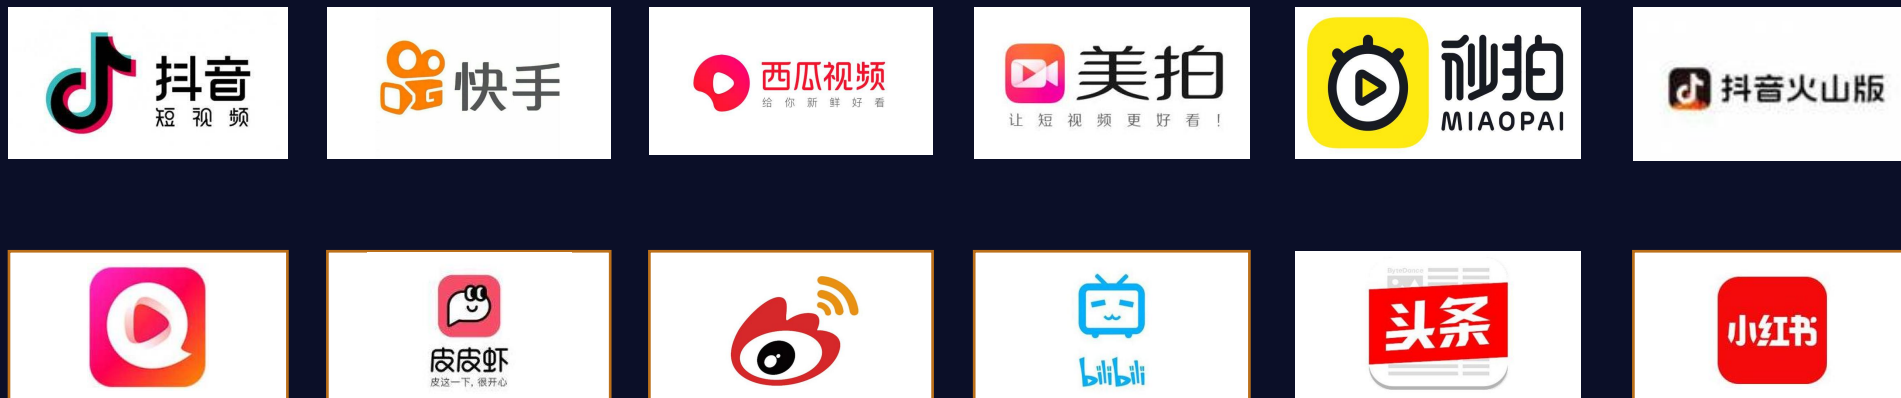 抖音
短视频
快手
西瓜视频
给你新鲜好看
美拍
让短视频更好看！
秒拍
MIAOPAI
抖音火山版
皮皮虾
皮这一下，很开心
bilibili
ByteDance
头条
小红书